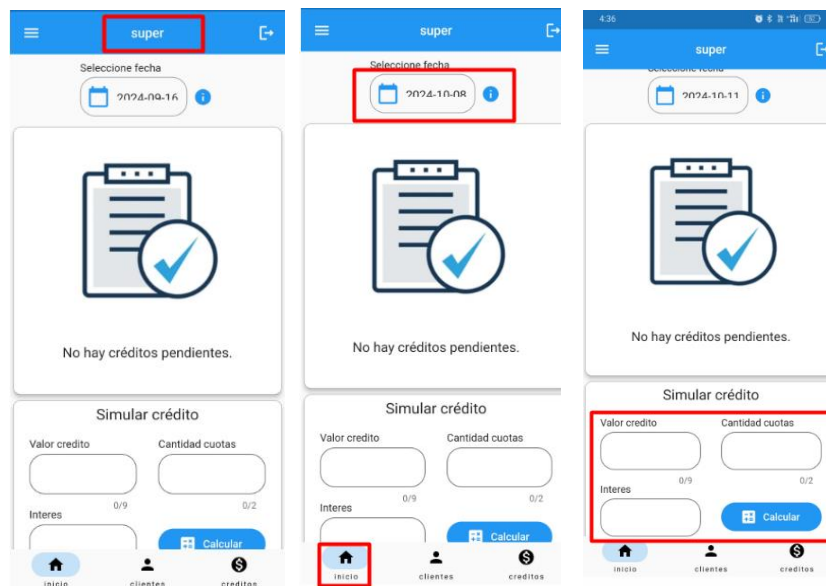 super
Seleccione fecha
2024-09-16
No hay créditos pendientes.
Simular crédito
Valor credito Cantidad cuotas
0/9 0/2
Interes
Calcular
inicio clientes creditos
super
Seleccione fecha
2024-10-08
No hay créditos pendientes.
Simular crédito
Valor credito Cantidad cuotas
0/9 0/2
Interes
Calcular
inicio clientes creditos
4:36
super
2024-10-11
No hay créditos pendientes.
Simular crédito
Valor credito Cantidad cuotas
0/9 0/2
Interes
Calcular
inicio clientes creditos